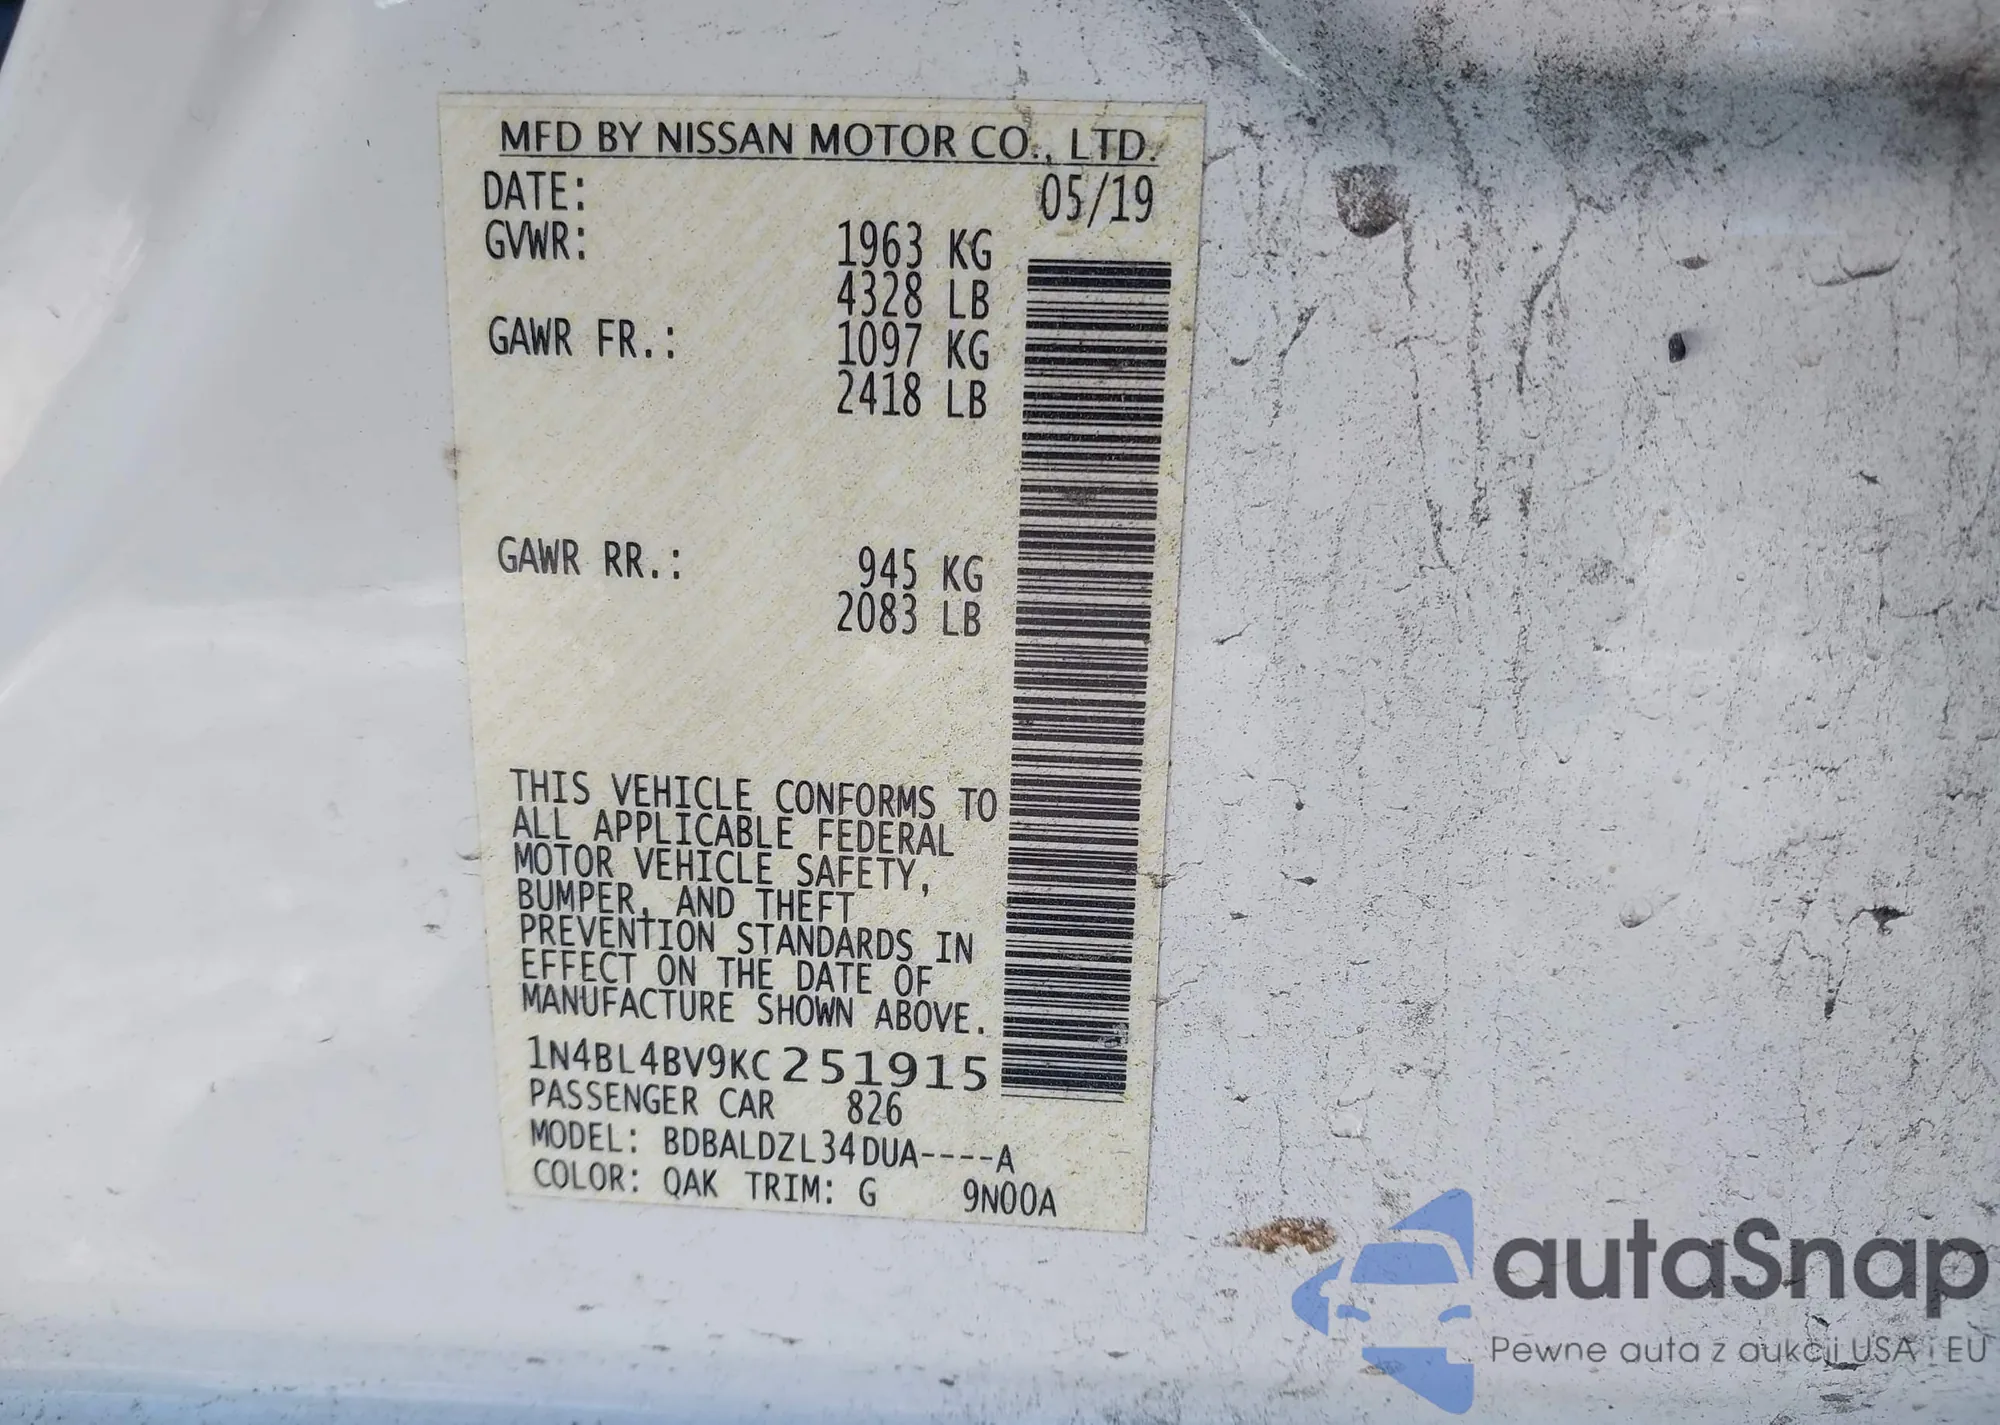 MFD BY NISSAN MOTOR CO., LTD.
DATE: 05/19
GVWR: 1963 KG
4328 LB
GAWR FR.: 1097 KG
2418 LB
GAWR RR.: 945 KG
2083 LB
THIS VEHICLE CONFORMS TO
ALL APPLICABLE FEDERAL
MOTOR VEHICLE SAFETY,
BUMPER, AND THEFT
PREVENTION STANDARDS IN
EFFECT ON THE DATE OF
MANUFACTURE SHOWN ABOVE.
1N4BL4BV9KC251915
PASSENGER CAR 826
MODEL: BDBALDZL34DUA----A
COLOR: QAK TRIM: G 9N00A
autaSnap
Pewne auta z aukcji USA i EU